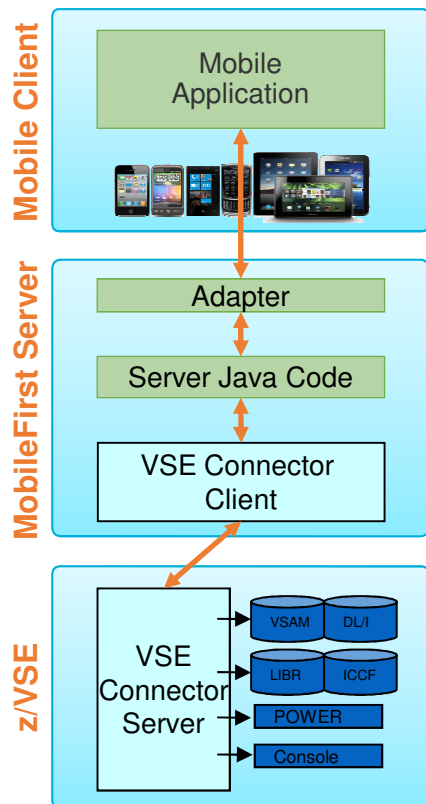 Mobile Client
Mobile
Application
MobileFirst Server
Adapter
Server Java Code
VSE Connector
Client
z/VSE
VSE
Connector
Server
VSAM
DL/I
LIBR
ICCF
POWER
Console